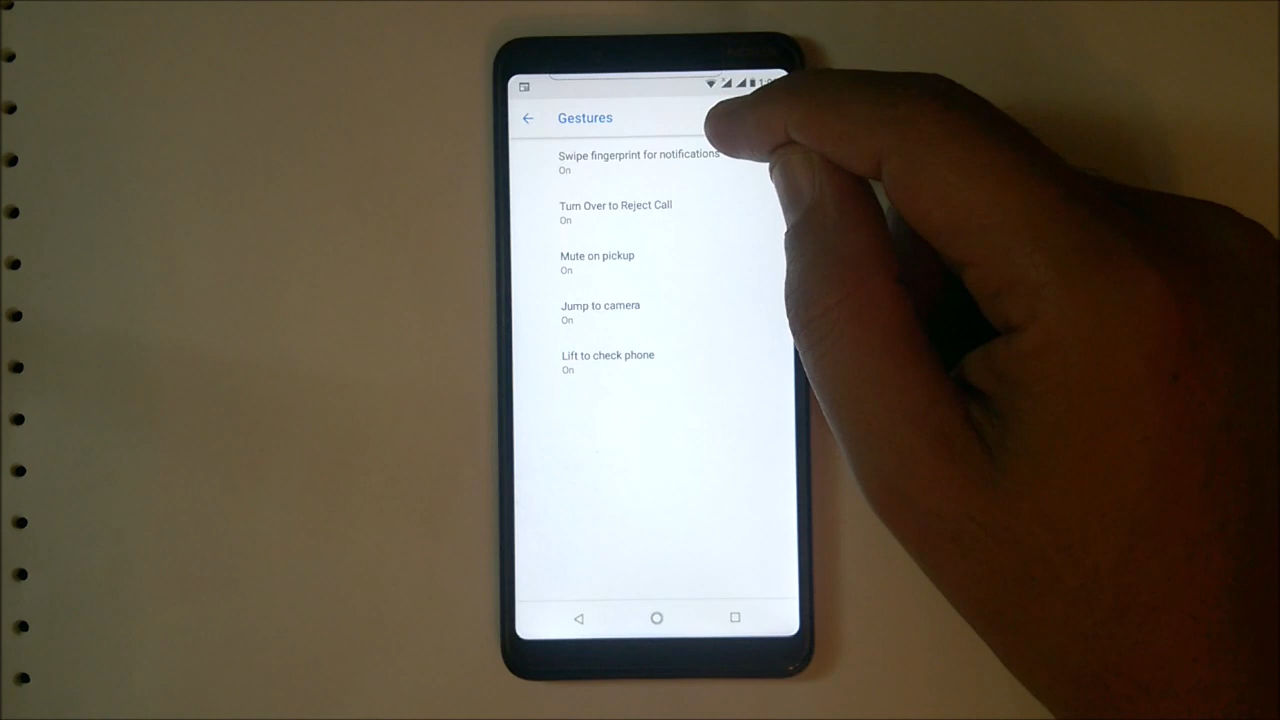 Gestures
Swipe fingerprint for notifications
On
Turn Over to Reject Call
On
Mute on pickup
On
Jump to camera
On
Lift to check phone
On